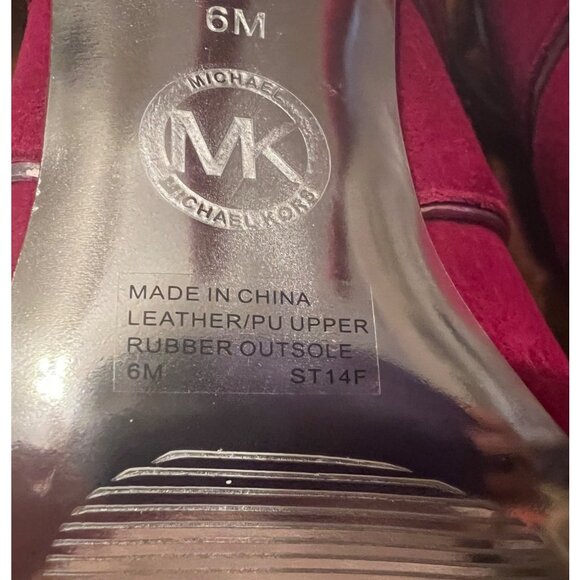 6M
MICHAEL
MK
MICHAEL KORS
MADE IN CHINA
LEATHER/PU UPPER
RUBBER OUTSOLE
6M ST14F